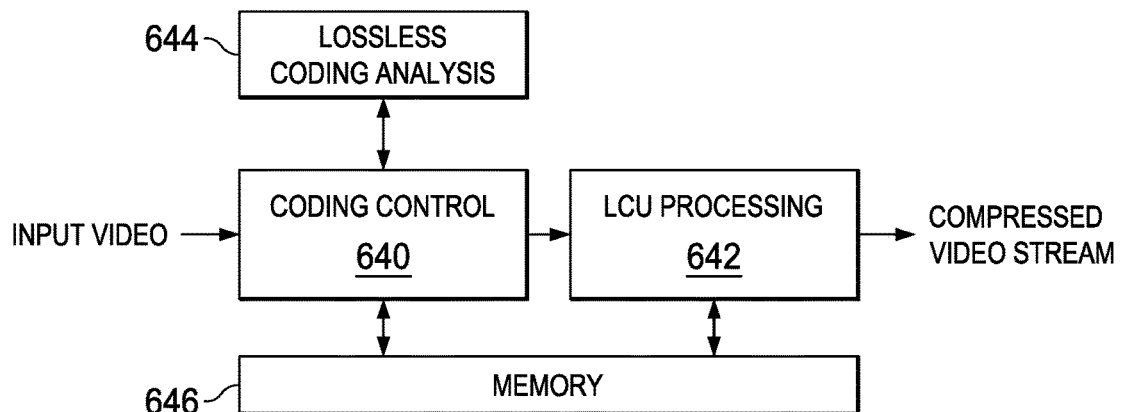 644
LOSSLESS
CODING ANALYSIS
INPUT VIDEO
CODING CONTROL
640
LCU PROCESSING
642
COMPRESSED
VIDEO STREAM
646
MEMORY